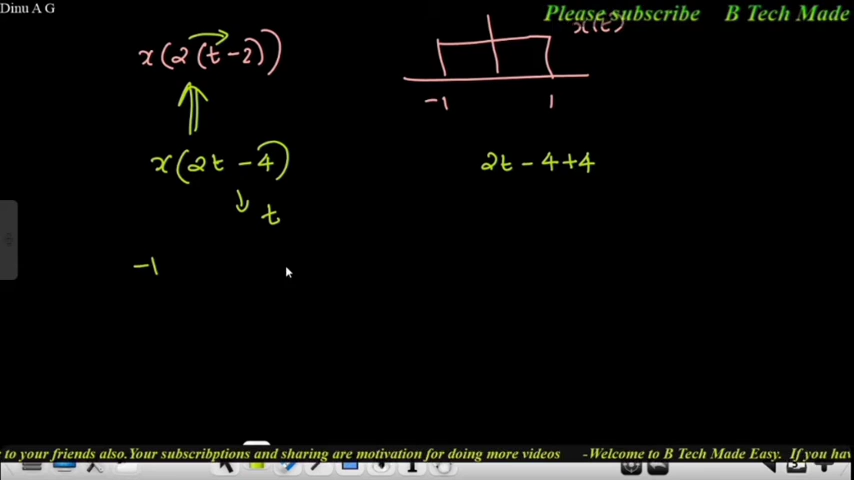 Dinu A G
Please subscribe B Tech Made
x(2(t-2))
x(t)
-1 1
x(2t-4)
2t-4+4
t
-1
to your friends also.Your subscribptions and sharing are motivation for doing more videos -Welcome to B Tech Made Easy. If you hav